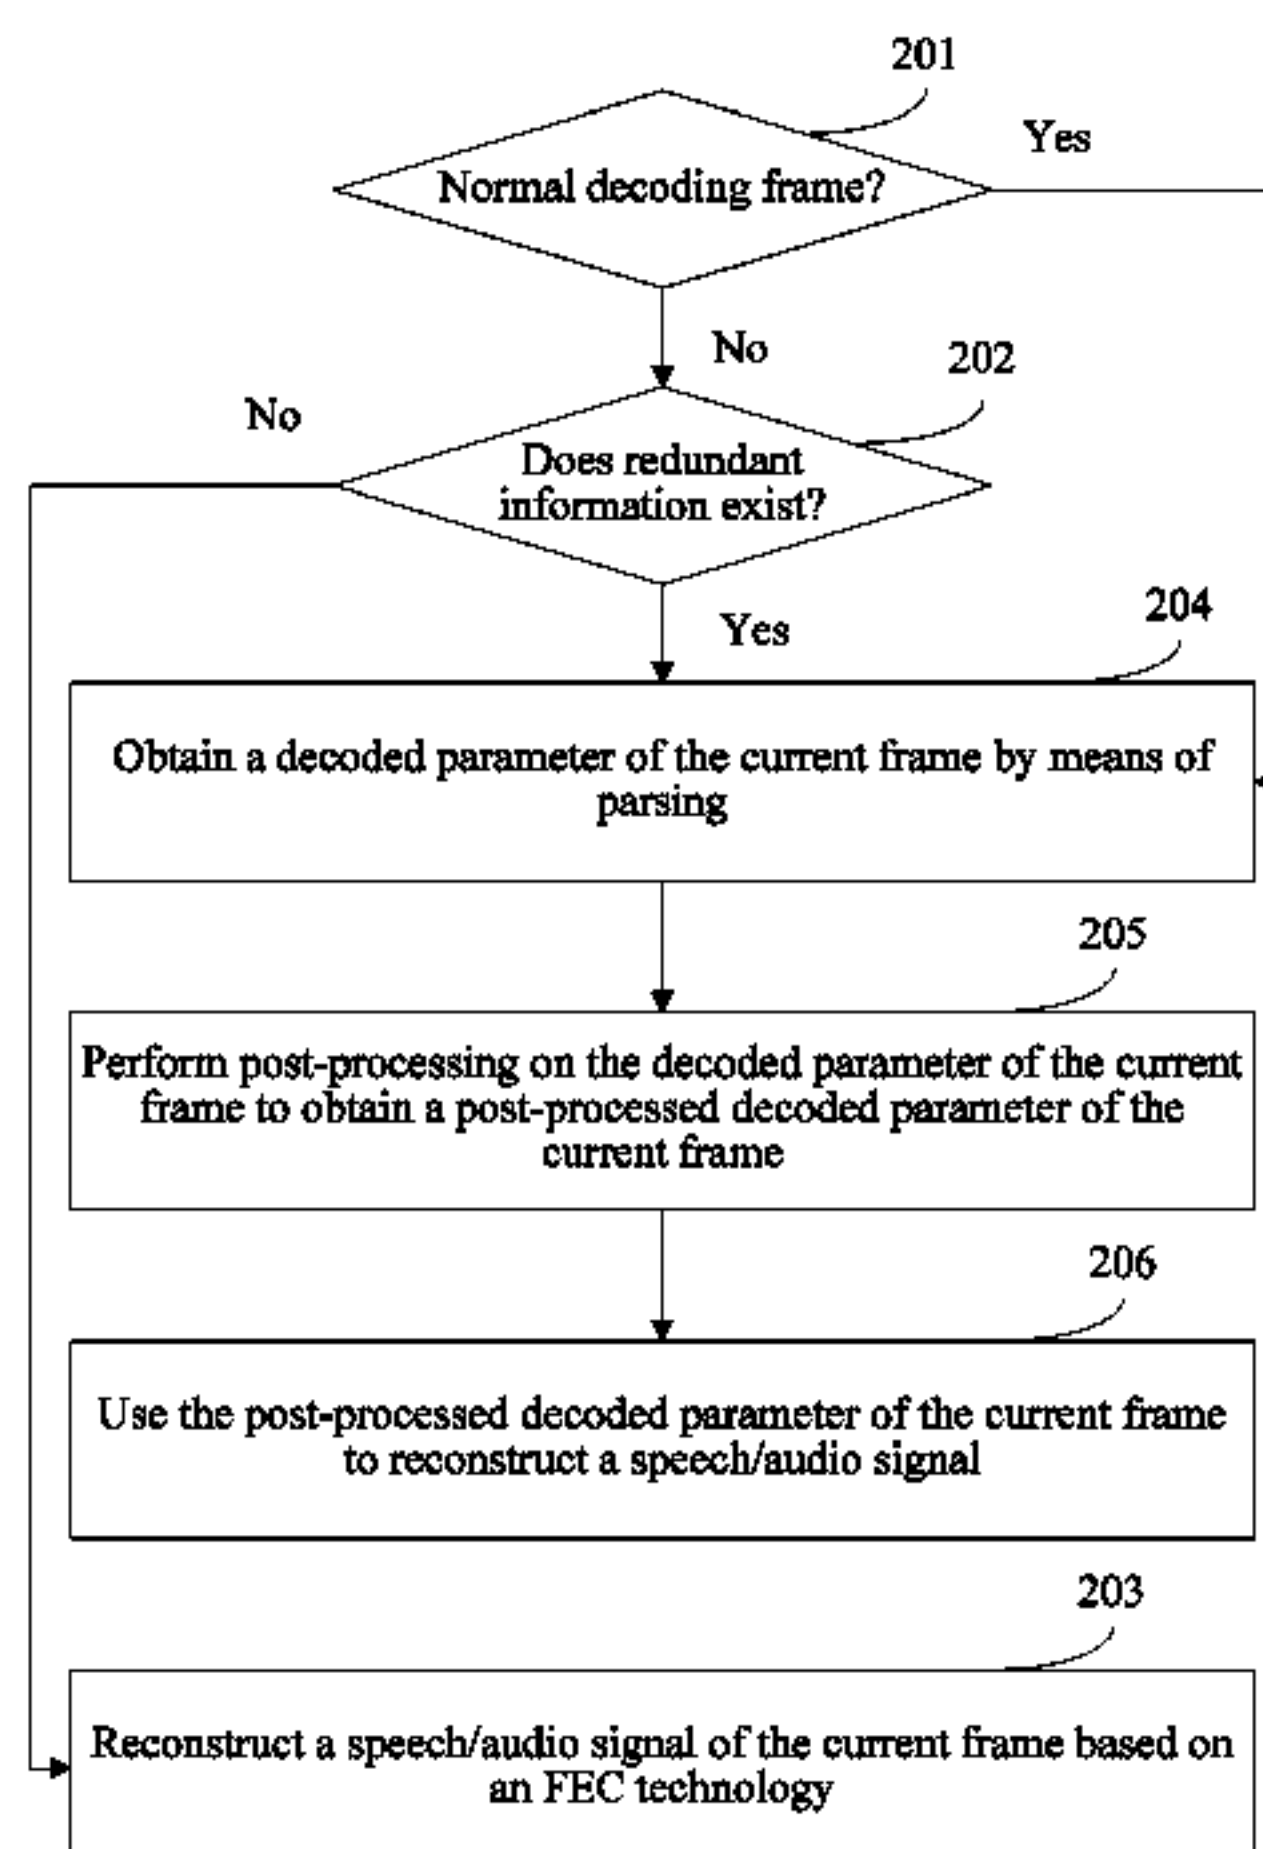 201
Yes
Normal decoding frame?
No
202
No
Does redundant
information exist?
Yes
204
Obtain a decoded parameter of the current frame by means of
parsing
205
Perform post-processing on the decoded parameter of the current
frame to obtain a post-processed decoded parameter of the
current frame
206
Use the post-processed decoded parameter of the current frame
to reconstruct a speech/audio signal
203
Reconstruct a speech/audio signal of the current frame based on
an FEC technology